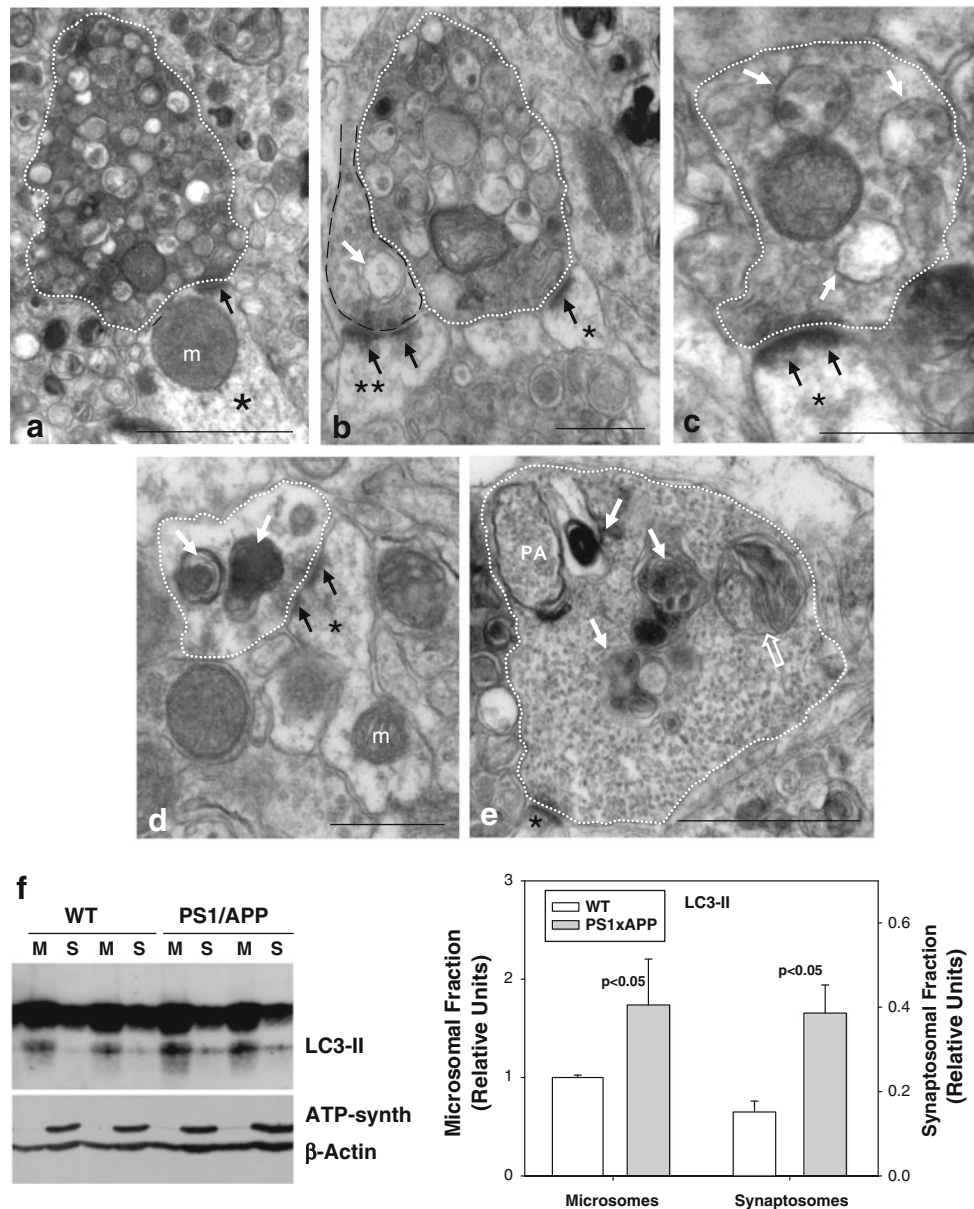 m
*
a
**
*
b
*
c
*
m
d
PA
*
e
f
WT PS1/APP
M S M S M S M S
LC3-II
ATP-synth
β-Actin
3
2
1
0
Microsomal Fraction
(Relative Units)
WT
PS1xAPP
LC3-II
p<0.05
p<0.05
Microsomes
Synaptosomes
0.6
0.4
0.2
0.0
Synaptosomal Fraction
(Relative Units)